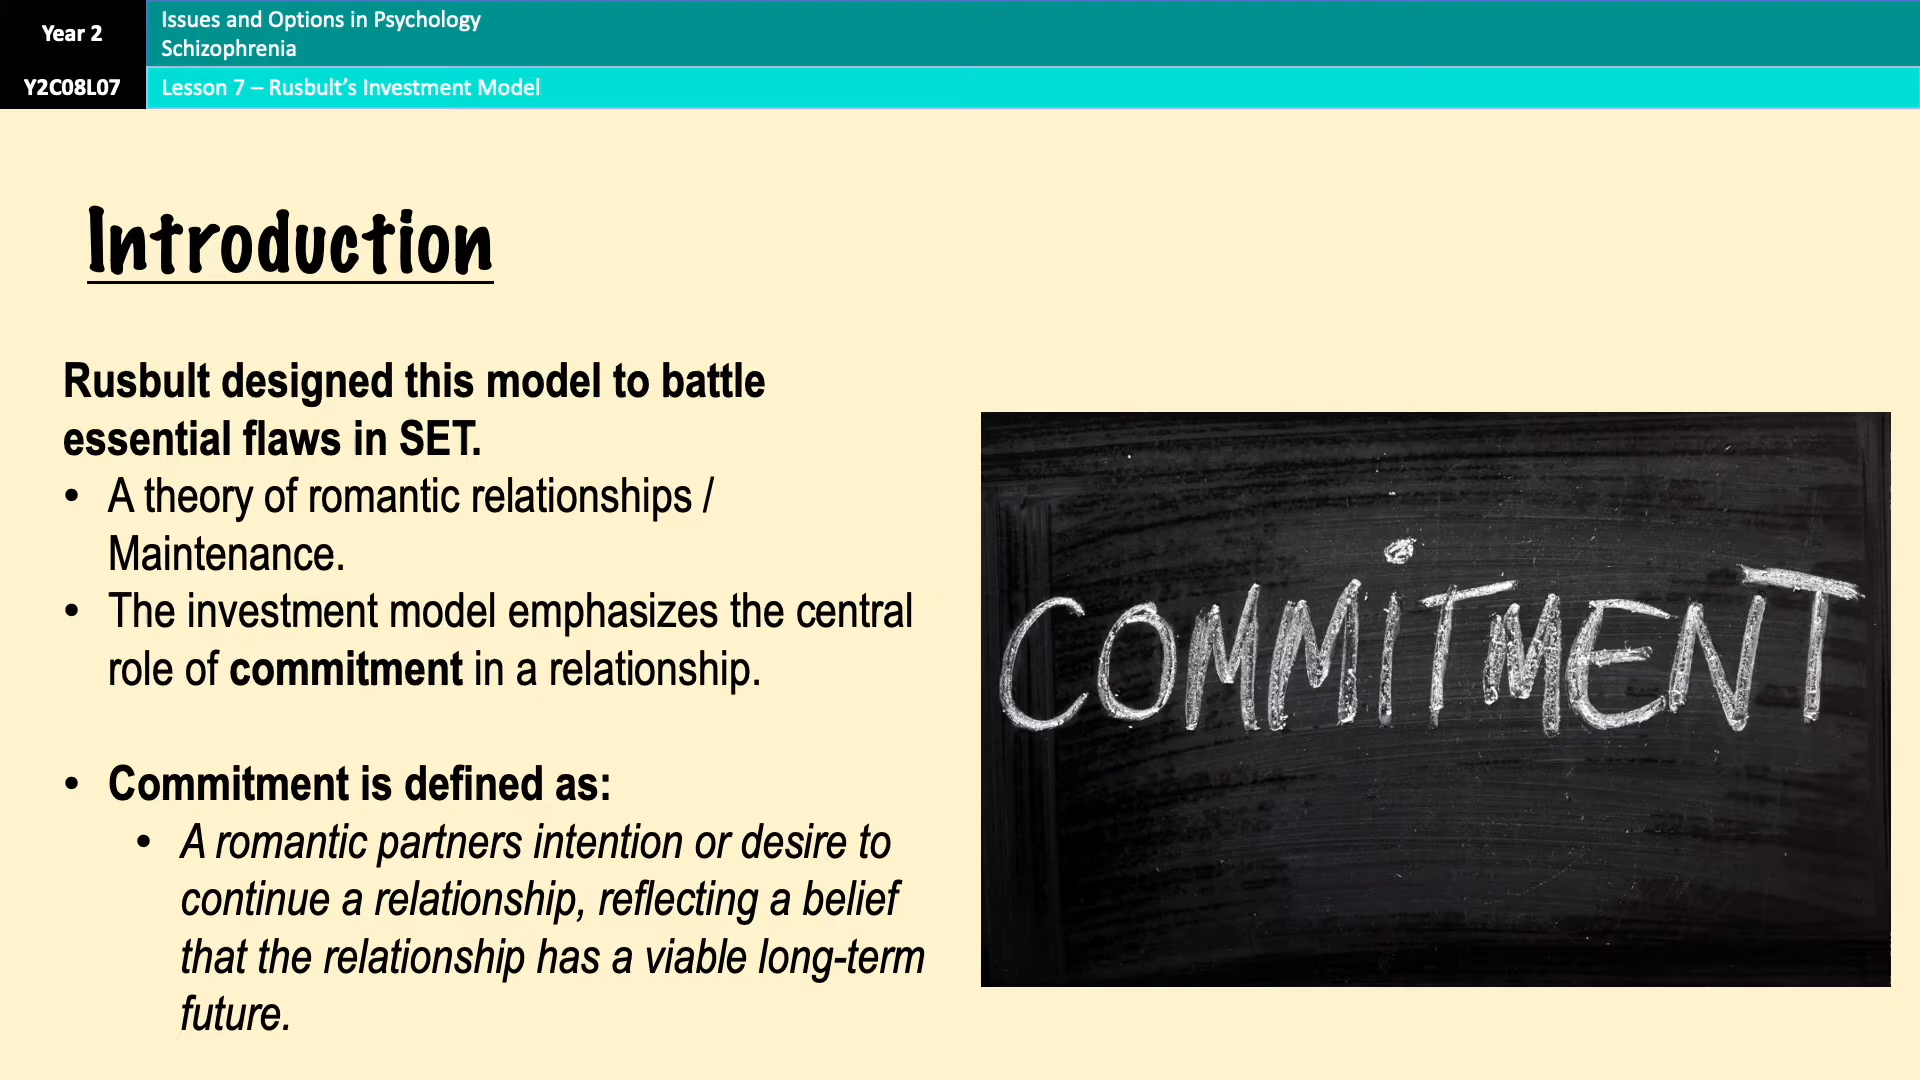 Year 2
Issues and Options in Psychology
Schizophrenia
Y2C08L07
Lesson 7 – Rusbult's Investment Model
Introduction
Rusbult designed this model to battle
essential flaws in SET.
• A theory of romantic relationships /
Maintenance.
• The investment model emphasizes the central
role of commitment in a relationship.
• Commitment is defined as:
• A romantic partners intention or desire to
continue a relationship, reflecting a belief
that the relationship has a viable long-term
future.
COMMiTMENT